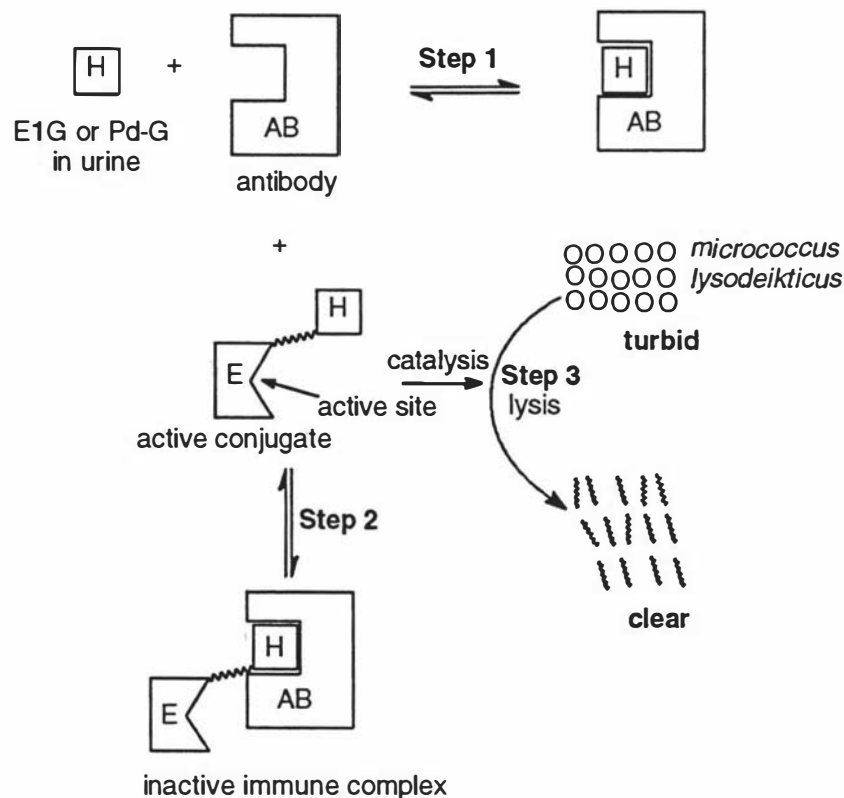 H + AB Step 1 H AB
E1G or Pd-G
in urine
antibody
+
micrococcus
lysodeikticus
turbid
H
E
catalysis
Step 3
lysis
active site
active conjugate
Step 2
clear
H
AB
E
inactive immune complex